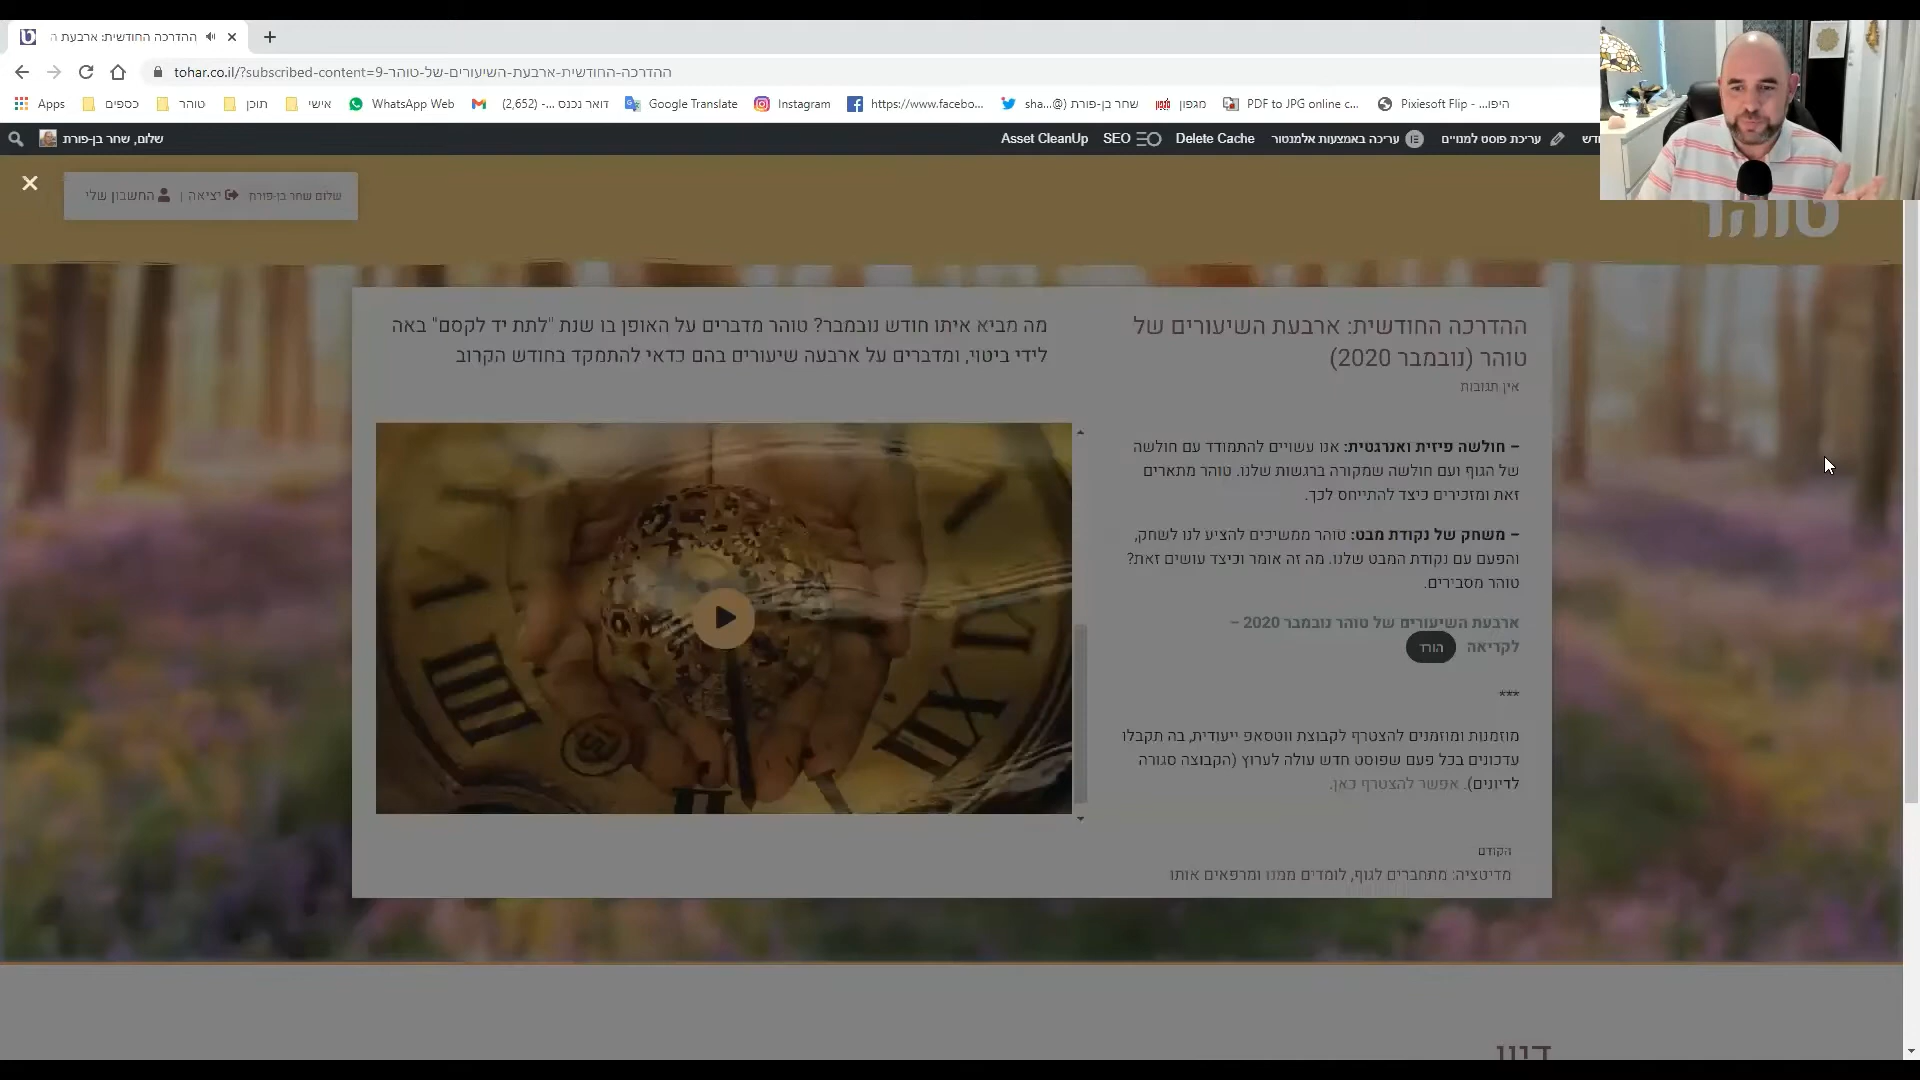 ההדרכה החודשית: ארבעת ה
tohar.co.il/?subscribed-content=9-ההדרכה-החודשית-ארבעת-השיעורים-של-טוהר
Apps כספים טוהר תוכן אישי WhatsApp Web דואר נכנס -... (2,652) Google Translate Instagram https://www.facebo... שחר בן-פורת (@sha... מגפון PDF to JPG online c... Pixiesoft Flip - ...היפו
שלום, שחר בן-פורת Asset CleanUp SEO Delete Cache עריכה באמצעות אלמנטור עריכת פוסט למנויים
שלום שחר בן-פורת יציאה | החשבון שלי
טוהר
ההדרכה החודשית: ארבעת השיעורים של
טוהר (נובמבר 2020)
אין תגובות
מה מביא איתו חודש נובמבר? טוהר מדברים על האופן בו שנת "לתת יד לקסם" באה
לידי ביטוי, ומדברים על ארבעה שיעורים בהם כדאי להתמקד בחודש הקרוב
– חולשה פיזית ואנרגטית: אנו עשויים להתמודד עם חולשה
של הגוף ועם חולשה שמקורה ברגשות שלנו. טוהר מתארים
זאת ומזכירים כיצד להתייחס לכך.
– משחק של נקודת מבט: טוהר ממשיכים להציע לנו לשחק,
והפעם עם נקודת המבט שלנו. מה זה אומר וכיצד עושים זאת?
טוהר מסבירים.
ארבעת השיעורים של טוהר נובמבר 2020 –
לקריאה הורד
***
מוזמנות ומוזמנים להצטרף לקבוצת ווטסאפ ייעודית, בה תקבלו
עדכונים בכל פעם שפוסט חדש עולה לערוץ (הקבוצה סגורה
לדיונים). אפשר להצטרף כאן.
הקודם
מדיטציה: מתחברים לגוף, לומדים ממנו ומרפאים אותו